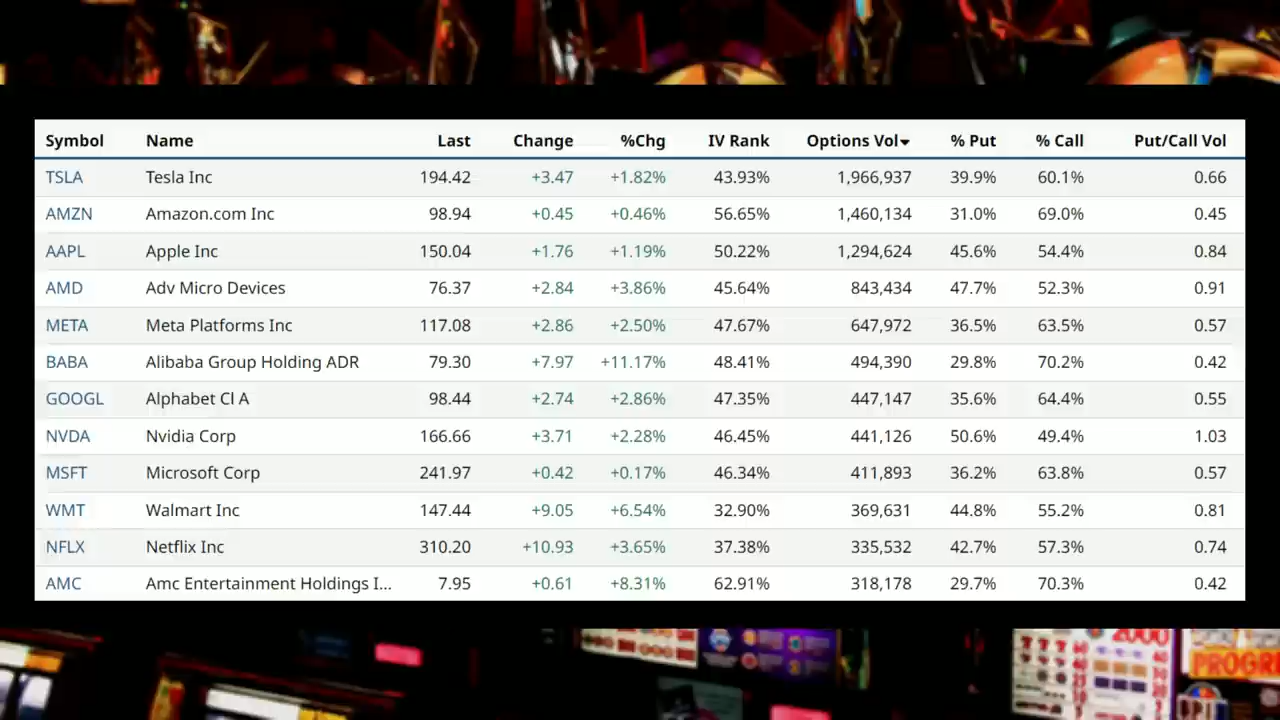 Symbol Name Last Change %Chg IV Rank Options Vol % Put % Call Put/Call Vol
TSLA Tesla Inc 194.42 +3.47 +1.82% 43.93% 1,966,937 39.9% 60.1% 0.66
AMZN Amazon.com Inc 98.94 +0.45 +0.46% 56.65% 1,460,134 31.0% 69.0% 0.45
AAPL Apple Inc 150.04 +1.76 +1.19% 50.22% 1,294,624 45.6% 54.4% 0.84
AMD Adv Micro Devices 76.37 +2.84 +3.86% 45.64% 843,434 47.7% 52.3% 0.91
META Meta Platforms Inc 117.08 +2.86 +2.50% 47.67% 647,972 36.5% 63.5% 0.57
BABA Alibaba Group Holding ADR 79.30 +7.97 +11.17% 48.41% 494,390 29.8% 70.2% 0.42
GOOGL Alphabet Cl A 98.44 +2.74 +2.86% 47.35% 447,147 35.6% 64.4% 0.55
NVDA Nvidia Corp 166.66 +3.71 +2.28% 46.45% 441,126 50.6% 49.4% 1.03
MSFT Microsoft Corp 241.97 +0.42 +0.17% 46.34% 411,893 36.2% 63.8% 0.57
WMT Walmart Inc 147.44 +9.05 +6.54% 32.90% 369,631 44.8% 55.2% 0.81
NFLX Netflix Inc 310.20 +10.93 +3.65% 37.38% 335,532 42.7% 57.3% 0.74
AMC Amc Entertainment Holdings I... 7.95 +0.61 +8.31% 62.91% 318,178 29.7% 70.3% 0.42
2000
PROGR